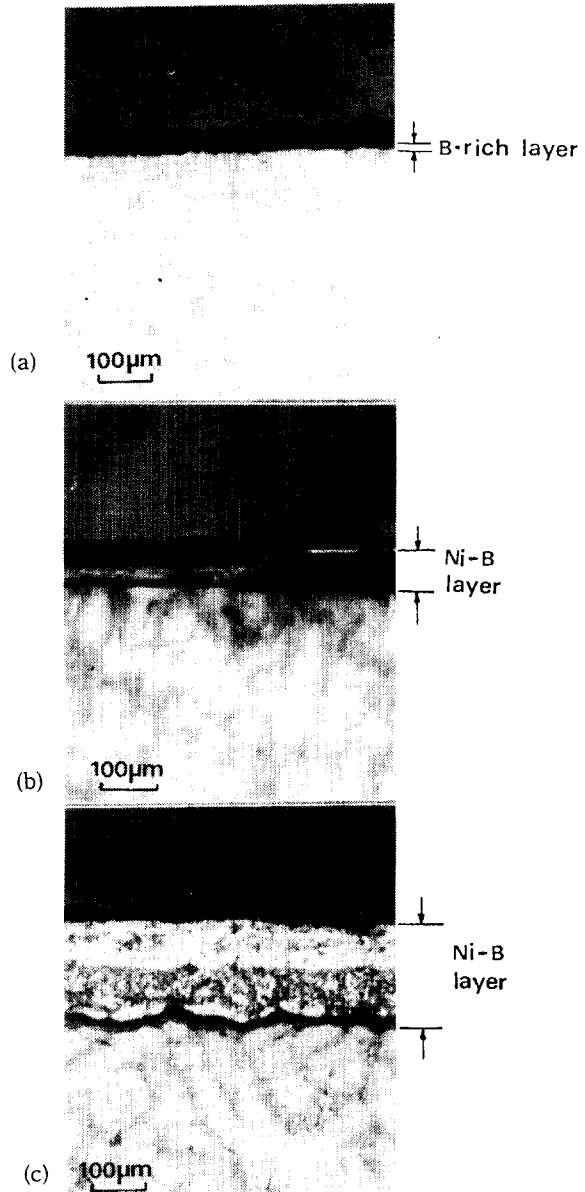 B·rich layer
(a)
100μm
Ni-B
layer
(b)
100μm
Ni-B
layer
(c)
100μm